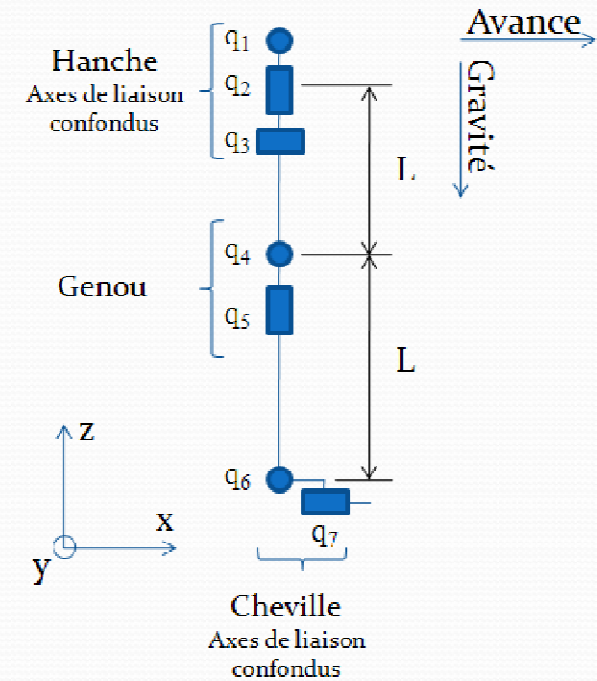 Avance
Hanche
Axes de liaison
confondus
q1
q2
q3
Gravité
L
q4
Genou
q5
L
z
q6
x
q7
y
Cheville
Axes de liaison
confondus